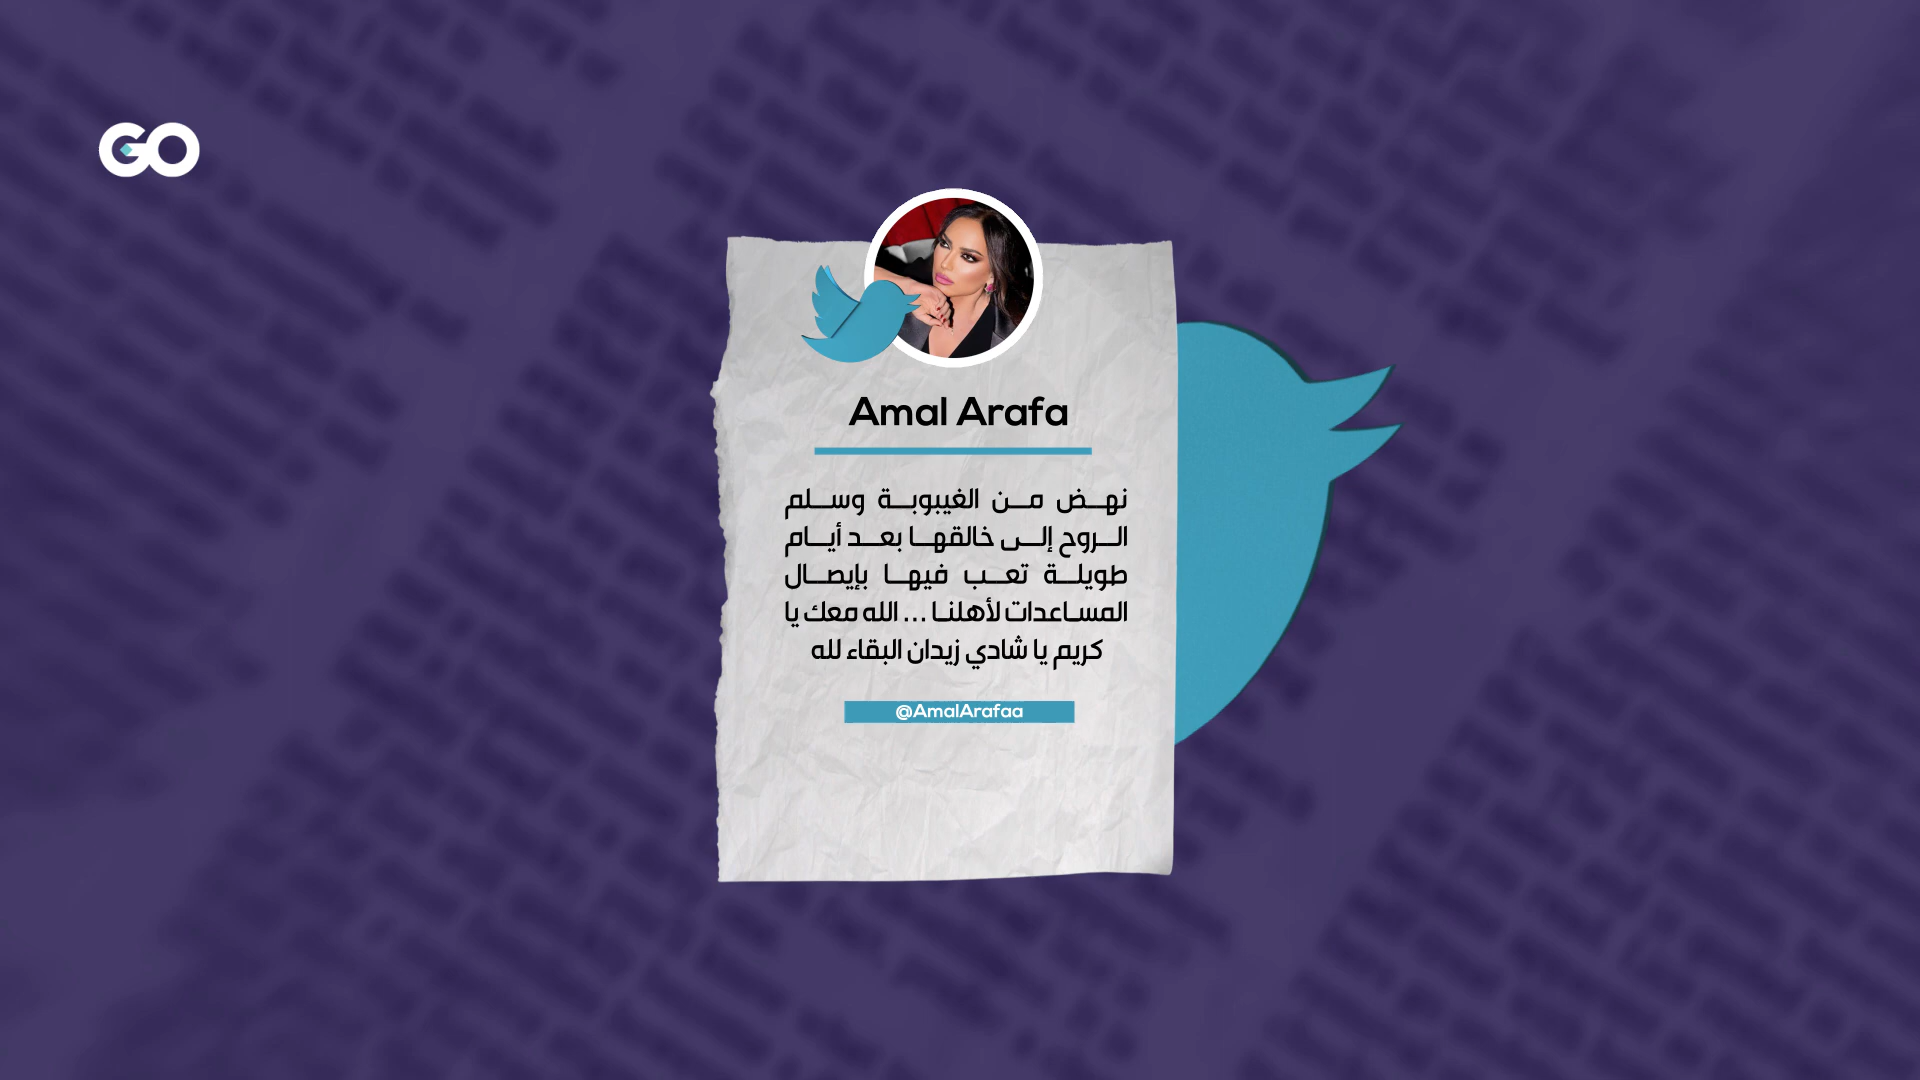 GO
Amal Arafa
نهض من الغيبوبة وسلم
الروح إلى خالقها بعد أيام
طويلة تعب فيها بإيصال
المساعدات لأهلنا ... الله معك يا
كريم يا شادي زيدان البقاء لله
@AmalArafaa